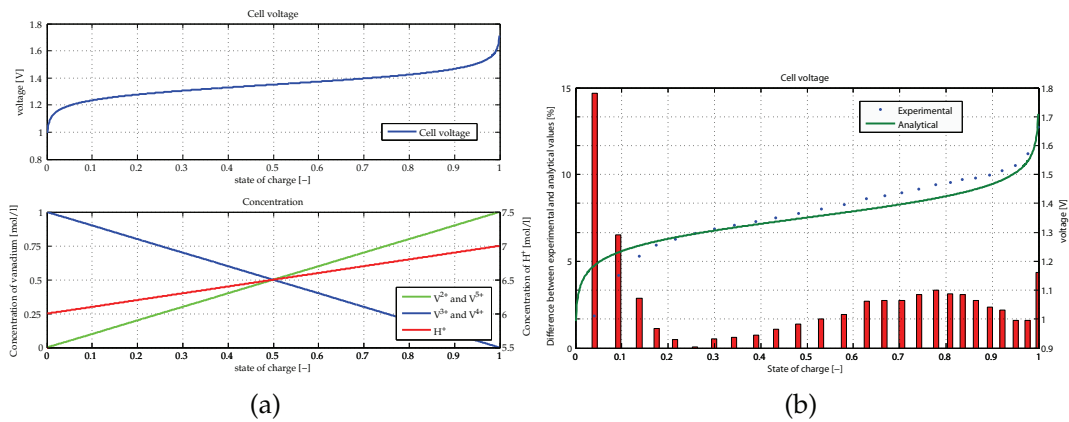 Cell voltage
voltage [V]
1.8
1.6
1.4
1.2
1
0.8
Cell voltage
0 0.1 0.2 0.3 0.4 0.5 0.6 0.7 0.8 0.9 1
state of charge [−]
Concentration
Concentration of vanadium [mol/l]
1
0.75
0.5
0.25
0
7.5
7
6.5
6
5.5
Concentration of H⁺ [mol/l]
V²⁺ and V⁵⁺
V³⁺ and V⁴⁺
H⁺
0 0.1 0.2 0.3 0.4 0.5 0.6 0.7 0.8 0.9 1
state of charge [−]
(a)
Cell voltage
Difference between experimental and analytical values [%]
15
10
5
0
Experimental
Analytical
1.8
1.7
1.6
1.5
1.4
1.3
1.2
1.1
1
0.9
voltage [V]
0 0.1 0.2 0.3 0.4 0.5 0.6 0.7 0.8 0.9 1
State of charge [−]
(b)